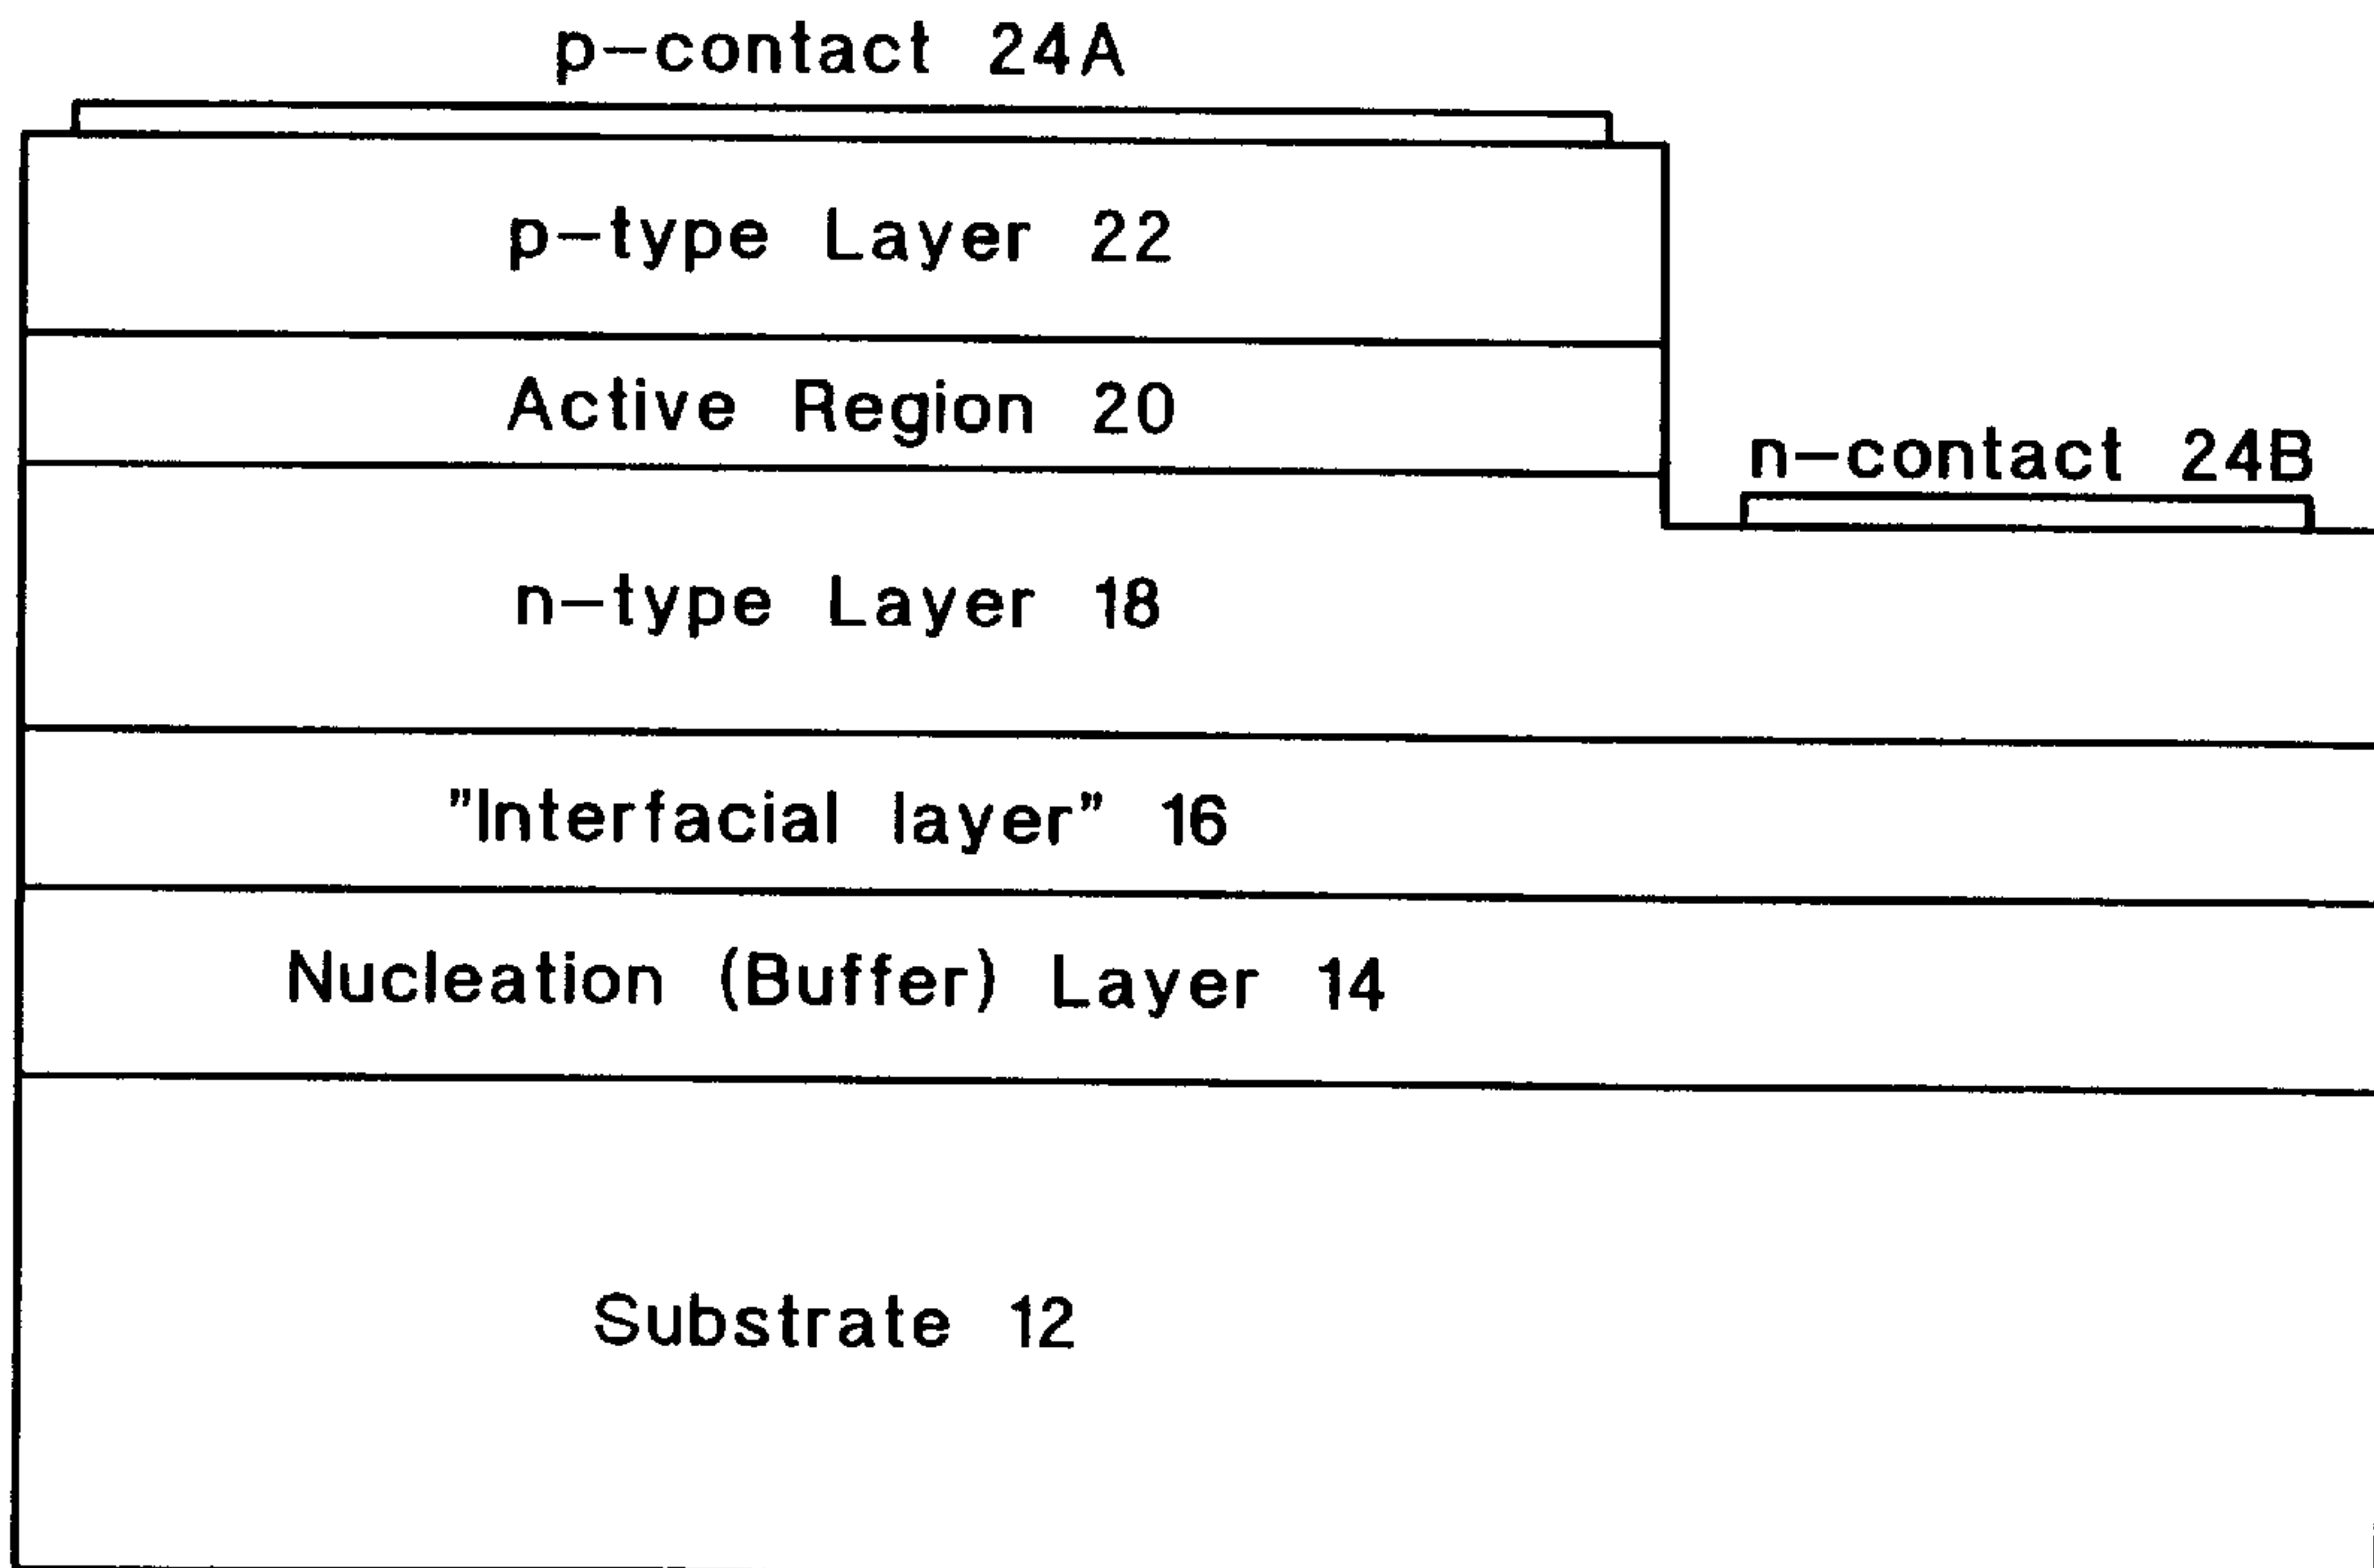 p-contact 24A
p-type Layer 22
Active Region 20
n-contact 24B
n-type Layer 18
"Interfacial layer" 16
Nucleation (Buffer) Layer 14
Substrate 12